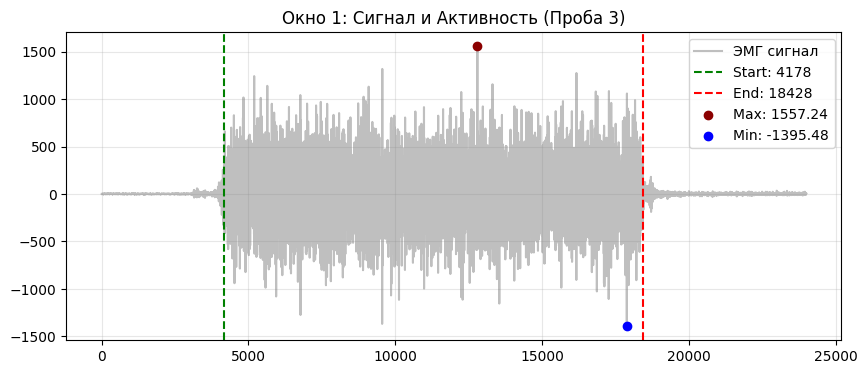 Окно 1: Сигнал и Активность (Проба 3)
1500
1000
500
0
−500
−1000
−1500
ЭМГ сигнал
Start: 4178
End: 18428
Max: 1557.24
Min: -1395.48
0
5000
10000
15000
20000
25000